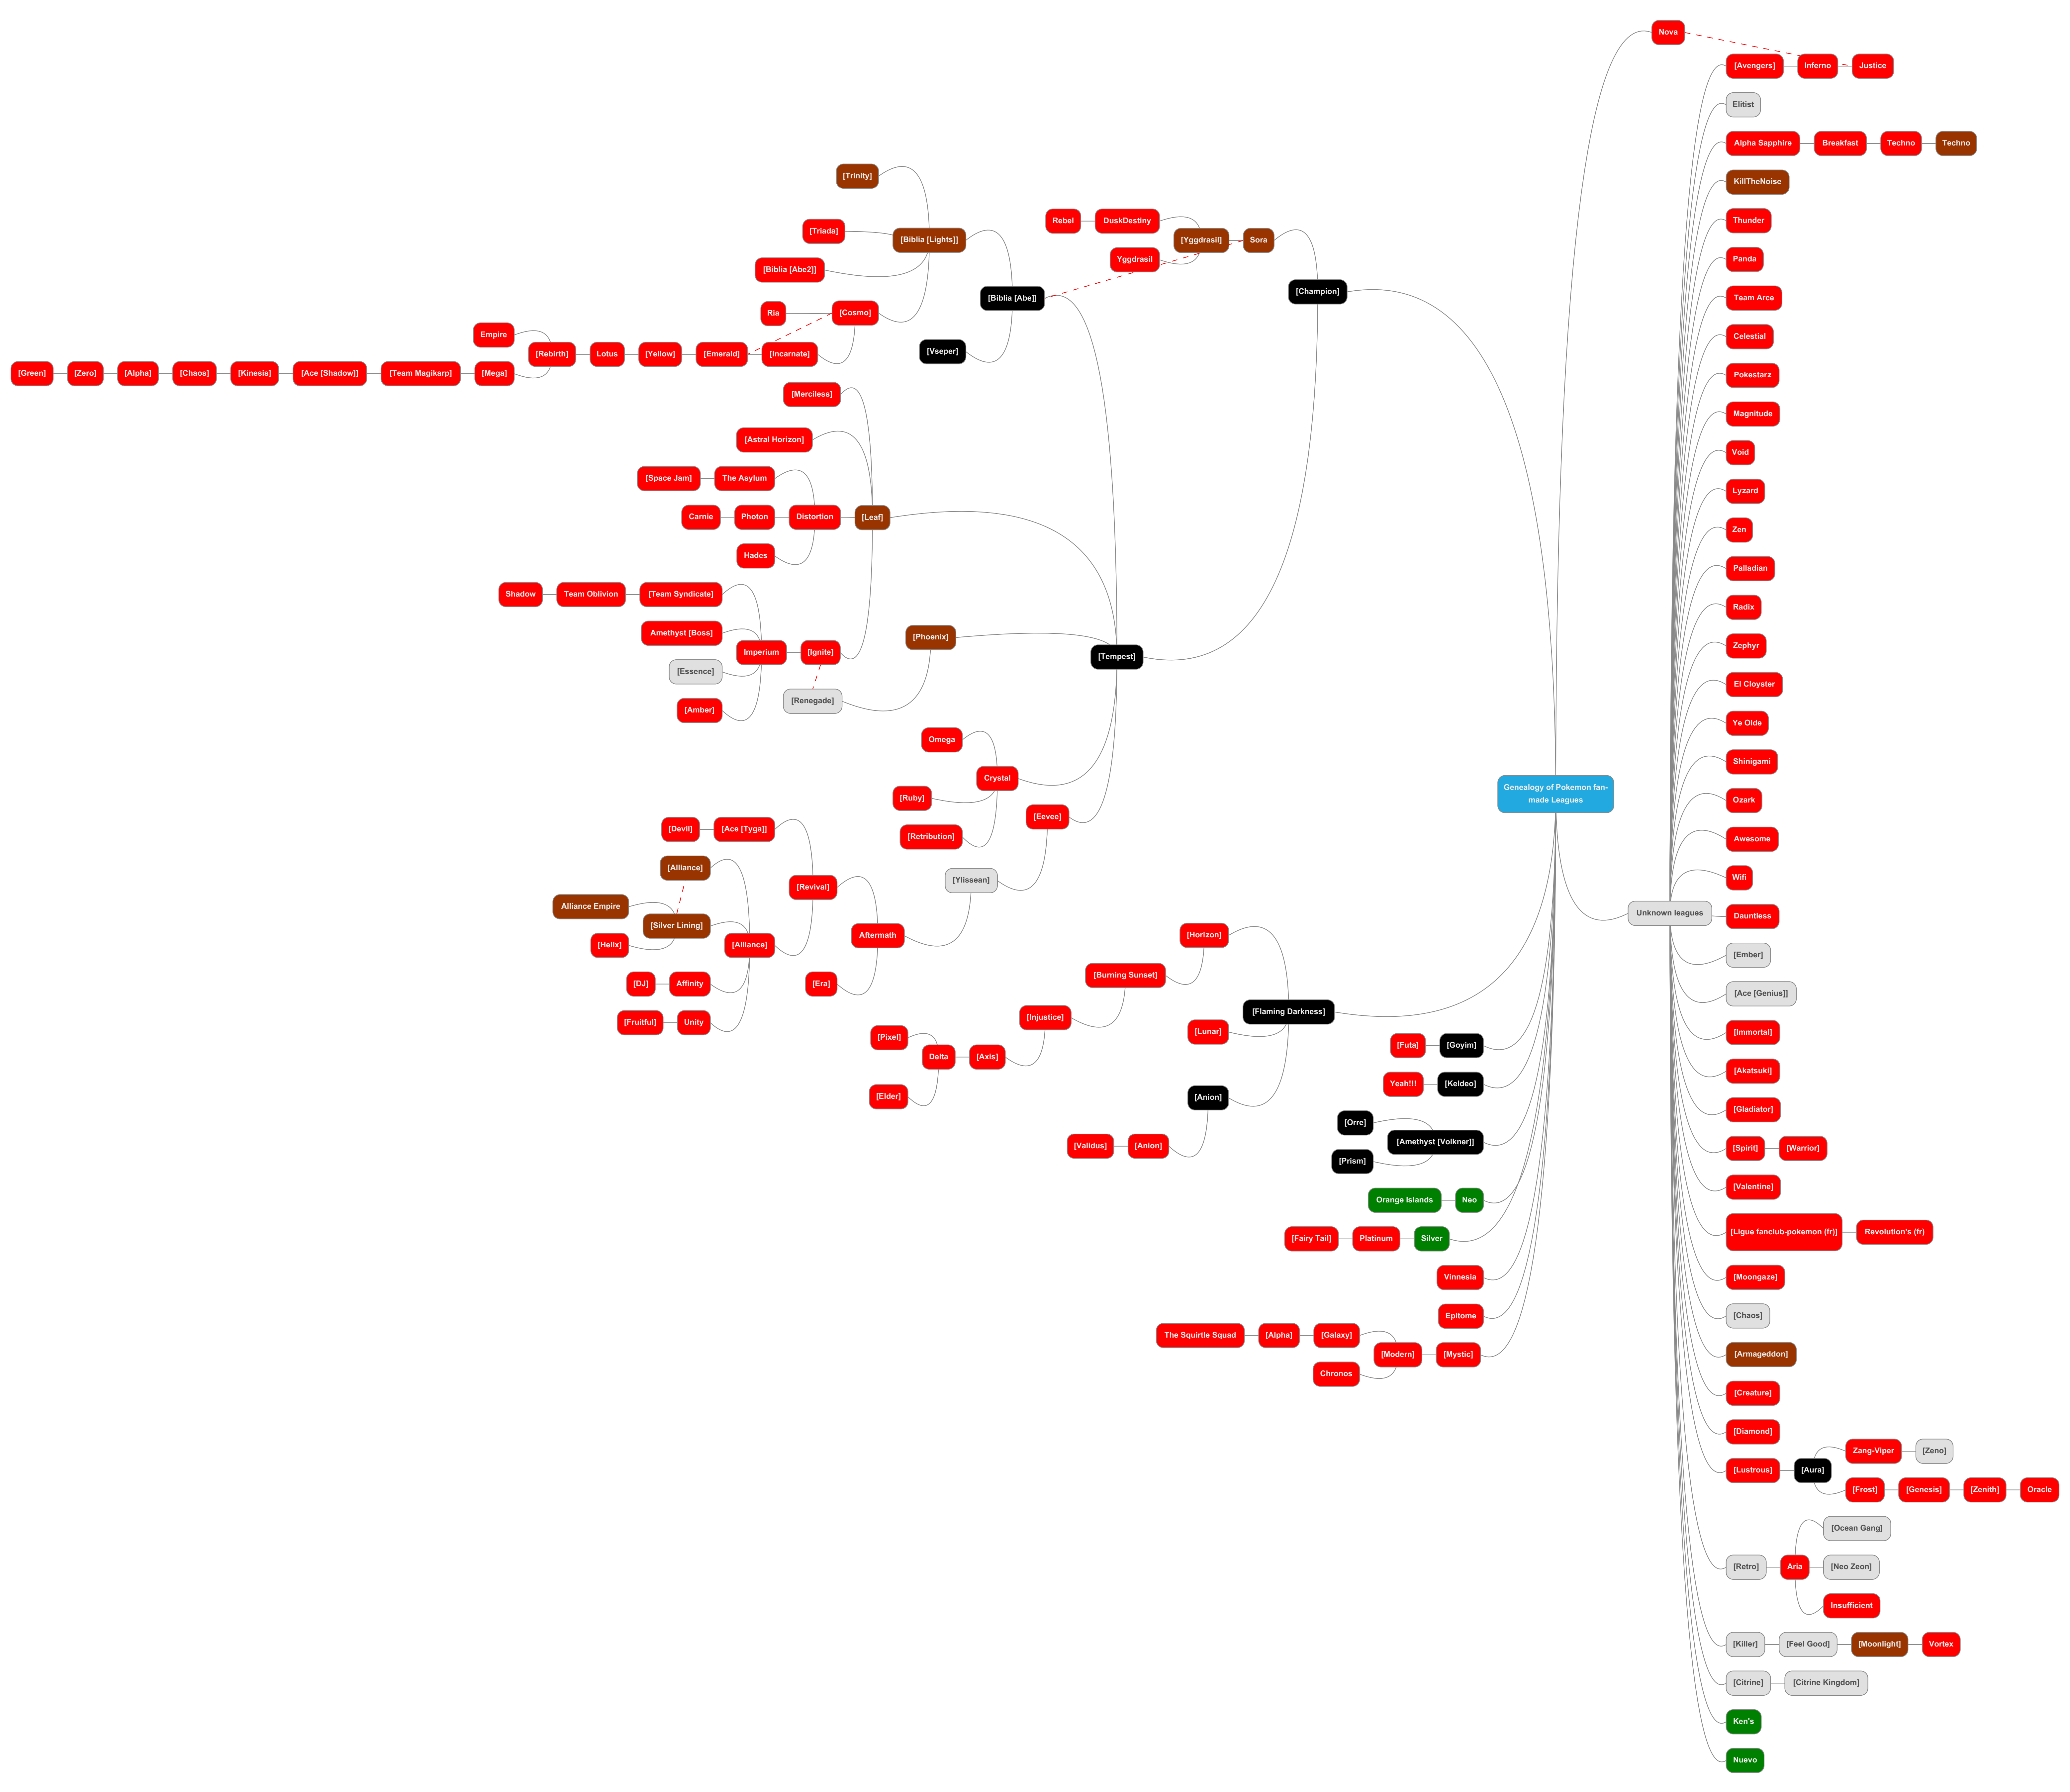 Nova
[Avengers]
Inferno
Justice
Elitist
Alpha Sapphire
Breakfast
Techno
Techno
KillTheNoise
Thunder
Panda
Team Arce
Celestial
Pokestarz
Magnitude
Void
Lyzard
Zen
Palladian
Radix
Zephyr
El Cloyster
Ye Olde
Shinigami
Ozark
Awesome
Wifi
Unknown leagues
Dauntless
[Ember]
[Ace [Genius]]
[Immortal]
[Akatsuki]
[Gladiator]
[Spirit]
[Warrior]
[Valentine]
[Ligue fanclub-pokemon (fr)]
Revolution's (fr)
[Moongaze]
[Chaos]
[Armageddon]
[Creature]
[Diamond]
[Lustrous]
[Aura]
Zang-Viper
[Zeno]
[Frost]
[Genesis]
[Zenith]
Oracle
[Retro]
Aria
[Ocean Gang]
[Neo Zeon]
Insufficient
[Killer]
[Feel Good]
[Moonlight]
Vortex
[Citrine]
[Citrine Kingdom]
Ken's
Nuevo
Genealogy of Pokemon fan-
made Leagues
[Champion]
Sora
[Yggdrasil]
DuskDestiny
Rebel
Yggdrasil
[Tempest]
[Biblia [Abe]]
[Vseper]
[Biblia [Lights]]
[Trinity]
[Triada]
[Biblia [Abe2]]
[Cosmo]
Ria
[Incarnate]
[Emerald]
[Yellow]
Lotus
[Rebirth]
Empire
[Mega]
[Team Magikarp]
[Ace [Shadow]]
[Kinesis]
[Chaos]
[Alpha]
[Zero]
[Green]
[Leaf]
[Merciless]
[Astral Horizon]
Distortion
The Asylum
[Space Jam]
Photon
Carnie
Hades
[Ignite]
Imperium
[Team Syndicate]
Team Oblivion
Shadow
Amethyst [Boss]
[Essence]
[Amber]
[Phoenix]
[Renegade]
Crystal
Omega
[Ruby]
[Retribution]
[Eevee]
[Ylissean]
Aftermath
[Revival]
[Ace [Tyga]]
[Devil]
[Alliance]
[Alliance]
[Silver Lining]
Alliance Empire
[Helix]
Affinity
[DJ]
Unity
[Fruitful]
[Era]
[Flaming Darkness]
[Horizon]
[Burning Sunset]
[Injustice]
[Axis]
Delta
[Pixel]
[Elder]
[Lunar]
[Anion]
[Anion]
[Validus]
[Goyim]
[Futa]
[Keldeo]
Yeah!!!
[Amethyst [Volkner]]
[Orre]
[Prism]
Neo
Orange Islands
Silver
Platinum
[Fairy Tail]
Vinnesia
Epitome
[Mystic]
[Modern]
[Galaxy]
[Alpha]
The Squirtle Squad
Chronos